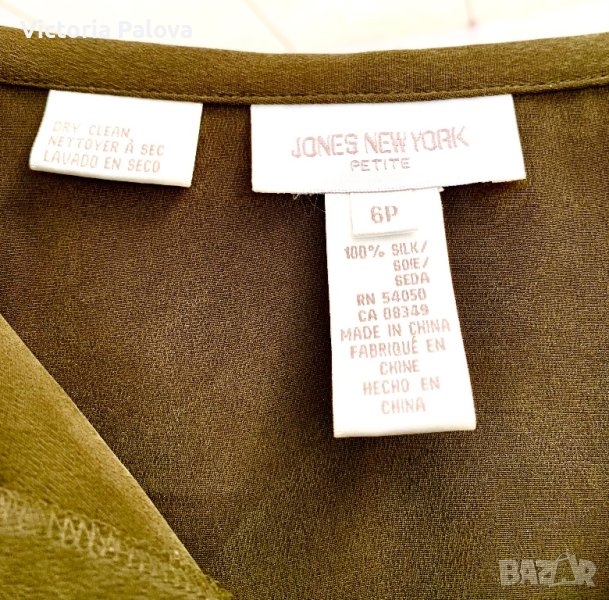 Victoria Palova
DRY CLEAN
NETTOYER À SEC
LAVADO EN SECO
JONES NEW YORK
PETITE
6P
100% SILK/
SOIE/
SEDA
RN 54050
CA 08349
MADE IN CHINA
FABRIQUÉ EN
CHINE
HECHO EN
CHINA
BAZAR